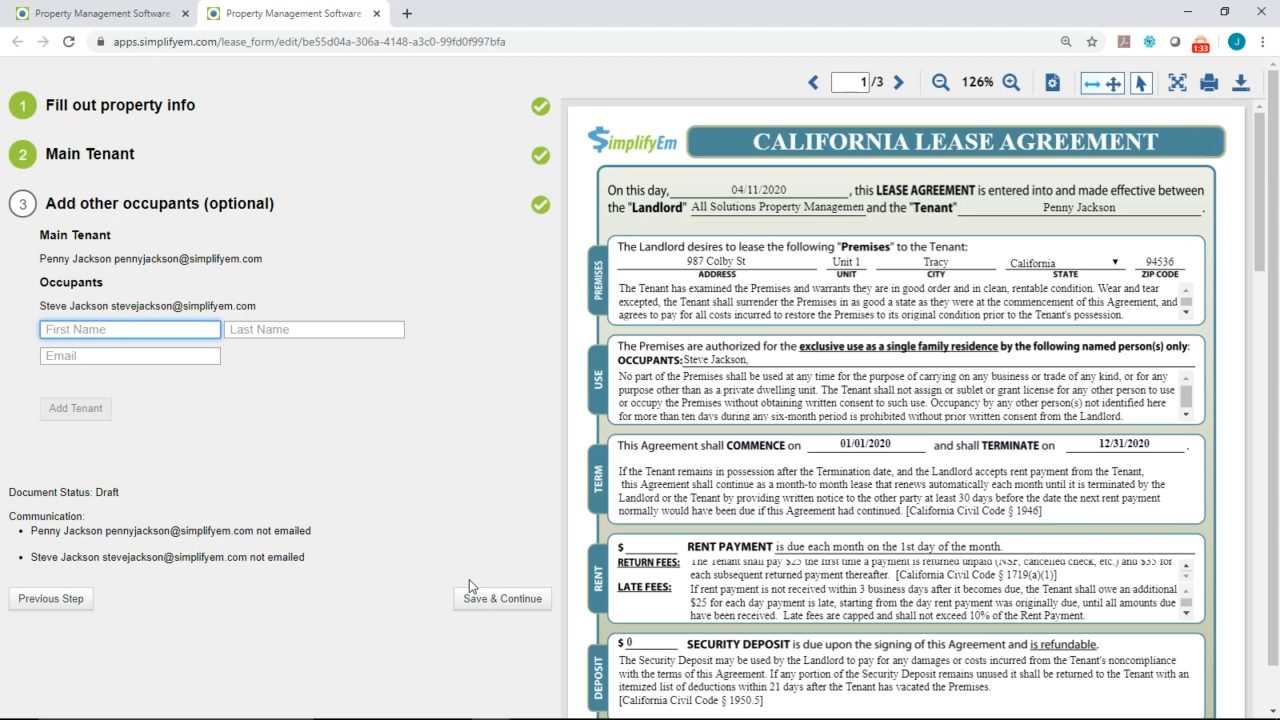 Property Management Software
Property Management Software
apps.simplifyem.com/lease_form/edit/be55d04a-306a-4148-a3c0-99fd0f997bfa
1:33
J
1 Fill out property info
2 Main Tenant
3 Add other occupants (optional)
Main Tenant
Penny Jackson pennyjackson@simplifyem.com
Occupants
Steve Jackson stevejackson@simplifyem.com
First Name Last Name
Email
Add Tenant
Document Status: Draft
Communication:
• Penny Jackson pennyjackson@simplifyem.com not emailed
• Steve Jackson stevejackson@simplifyem.com not emailed
Previous Step Save & Continue
1 /3 126%
$implifyEm CALIFORNIA LEASE AGREEMENT
On this day, 04/11/2020 , this LEASE AGREEMENT is entered into and made effective between
the "Landlord" All Solutions Property Managemen and the "Tenant" Penny Jackson .
PREMISES
The Landlord desires to lease the following "Premises" to the Tenant:
987 Colby St Unit 1 Tracy California 94536
ADDRESS UNIT CITY STATE ZIP CODE
The Tenant has examined the Premises and warrants they are in good order and in clean, rentable condition. Wear and tear
excepted, the Tenant shall surrender the Premises in as good a state as they were at the commencement of this Agreement, and
agrees to pay for all costs incurred to restore the Premises to its original condition prior to the Tenant's possession.
USE
The Premises are authorized for the exclusive use as a single family residence by the following named person(s) only:
OCCUPANTS: Steve Jackson,
No part of the Premises shall be used at any time for the purpose of carrying on any business or trade of any kind, or for any
purpose other than as a private dwelling unit. The Tenant shall not assign or sublet or grant license for any other person to use
or occupy the Premises without obtaining written consent to such use. Occupancy by any other person(s) not identified here
for more than ten days during any six-month period is prohibited without prior written consent from the Landlord.
TERM
This Agreement shall COMMENCE on 01/01/2020 and shall TERMINATE on 12/31/2020 .
If the Tenant remains in possession after the Termination date, and the Landlord accepts rent payment from the Tenant,
this Agreement shall continue as a month-to month lease that renews automatically each month until it is terminated by the
Landlord or the Tenant by providing written notice to the other party at least 30 days before the date the next rent payment
normally would have been due if this Agreement had continued. [California Civil Code § 1946]
RENT
$ RENT PAYMENT is due each month on the 1st day of the month.
RETURN FEES: The Tenant shall pay $25 the first time a payment is returned unpaid (NSF, cancelled check, etc.) and $35 for
each subsequent returned payment thereafter. [California Civil Code § 1719(a)(1)]
LATE FEES: If rent payment is not received within 3 business days after it becomes due, the Tenant shall owe an additional
$25 for each day payment is late, starting from the day rent payment was originally due, until all amounts due
have been received. Late fees are capped and shall not exceed 10% of the Rent Payment.
DEPOSIT
$ 0 SECURITY DEPOSIT is due upon the signing of this Agreement and is refundable.
The Security Deposit may be used by the Landlord to pay for any damages or costs incurred from the Tenant's noncompliance
with the terms of this Agreement. If any portion of the Security Deposit remains unused it shall be returned to the Tenant with an
itemized list of deductions within 21 days after the Tenant has vacated the Premises.
[California Civil Code § 1950.5]